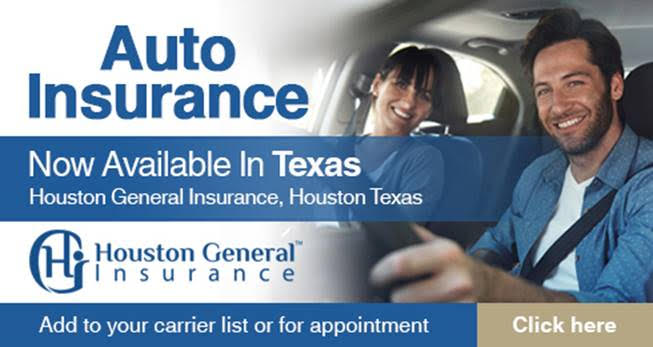 Auto
Insurance
Now Available In Texas
Houston General Insurance, Houston Texas
HGI
Houston General™
Insurance
Add to your carrier list or for appointment
Click here